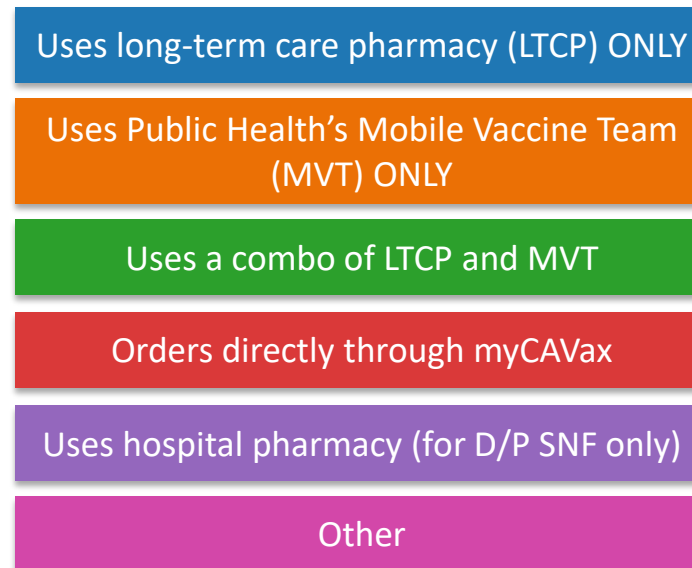 Uses long-term care pharmacy (LTCP) ONLY
Uses Public Health’s Mobile Vaccine Team
(MVT) ONLY
Uses a combo of LTCP and MVT
Orders directly through myCAVax
Uses hospital pharmacy (for D/P SNF only)
Other